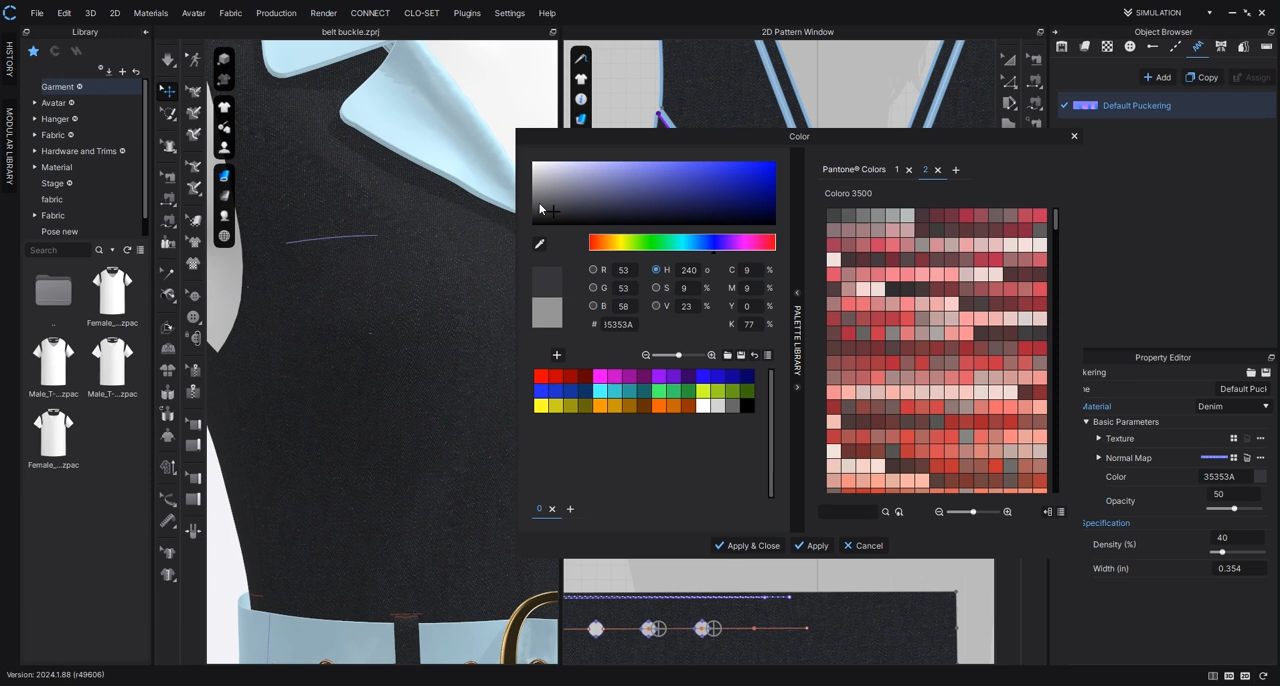 File Edit 3D 2D Materials Avatar Fabric Production Render CONNECT CLO-SET Plugins Settings Help
SIMULATION
Library
belt buckle.zprj
2D Pattern Window
Object Browser
HISTORY
MODULAR LIBRARY
Garment
Avatar
Hanger
Fabric
Hardware and Trims
Material
Stage
fabric
Fabric
Pose new
Search
..
Female_...zpac
Male_T-...zpac
Male_T-...zpac
Female_...zpac
Add
Copy
Assign
Default Puckering
Color
Pantone® Colors
1
2
Coloro 3500
R 53
H 240 o
C 9 %
G 53
S 9 %
M 9 %
B 58
V 23 %
Y 0 %
# 35353A
K 77 %
PALETTE LIBRARY
0
Apply & Close
Apply
Cancel
Property Editor
kering
ne
Default Pucl
Material
Denim
Basic Parameters
Texture
Normal Map
Color
35353A
Opacity
50
Specification
Density (%)
40
Width (in)
0.354
Version: 2024.1.88 (r49606)
3D
2D